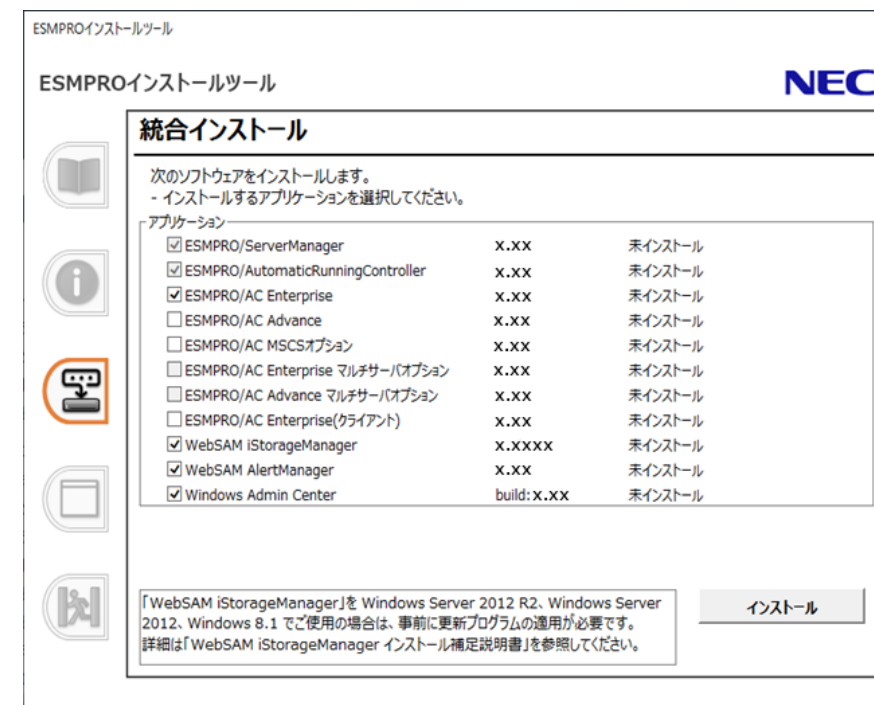 ESMPROインストールツール
ESMPROインストールツール
NEC
統合インストール
次のソフトウェアをインストールします。
- インストールするアプリケーションを選択してください。
アプリケーション
ESMPRO/ServerManager x.xx 未インストール
ESMPRO/AutomaticRunningController x.xx 未インストール
ESMPRO/AC Enterprise x.xx 未インストール
ESMPRO/AC Advance x.xx 未インストール
ESMPRO/AC MSCSオプション x.xx 未インストール
ESMPRO/AC Enterprise マルチサーバオプション x.xx 未インストール
ESMPRO/AC Advance マルチサーバオプション x.xx 未インストール
ESMPRO/AC Enterprise(クライアント) x.xx 未インストール
WebSAM iStorageManager x.xxxx 未インストール
WebSAM AlertManager x.xx 未インストール
Windows Admin Center build:x.xx 未インストール
「WebSAM iStorageManager」を Windows Server 2012 R2、Windows Server
2012、Windows 8.1 でご使用の場合は、事前に更新プログラムの適用が必要です。
詳細は「WebSAM iStorageManager インストール補足説明書」を参照してください。
インストール